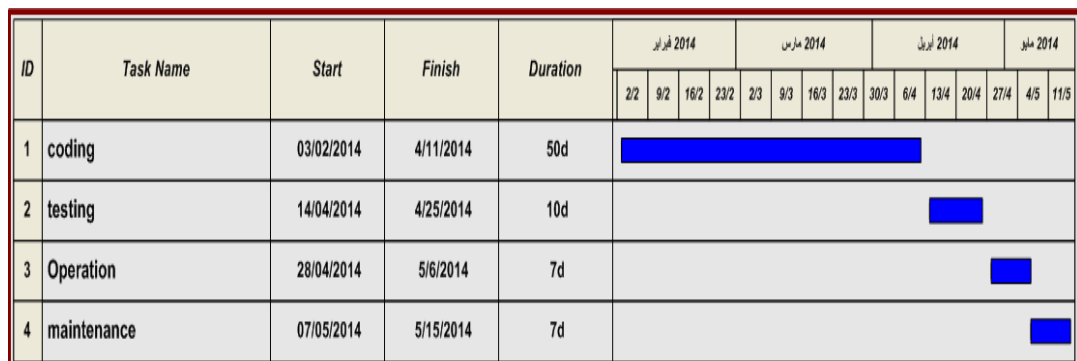 ID Task Name Start Finish Duration
2014 فبراير 2014 مارس 2014 أبريل 2014 مايو
2/2 9/2 16/2 23/2 2/3 9/3 16/3 23/3 30/3 6/4 13/4 20/4 27/4 4/5 11/5
1 coding 03/02/2014 4/11/2014 50d
2 testing 14/04/2014 4/25/2014 10d
3 Operation 28/04/2014 5/6/2014 7d
4 maintenance 07/05/2014 5/15/2014 7d